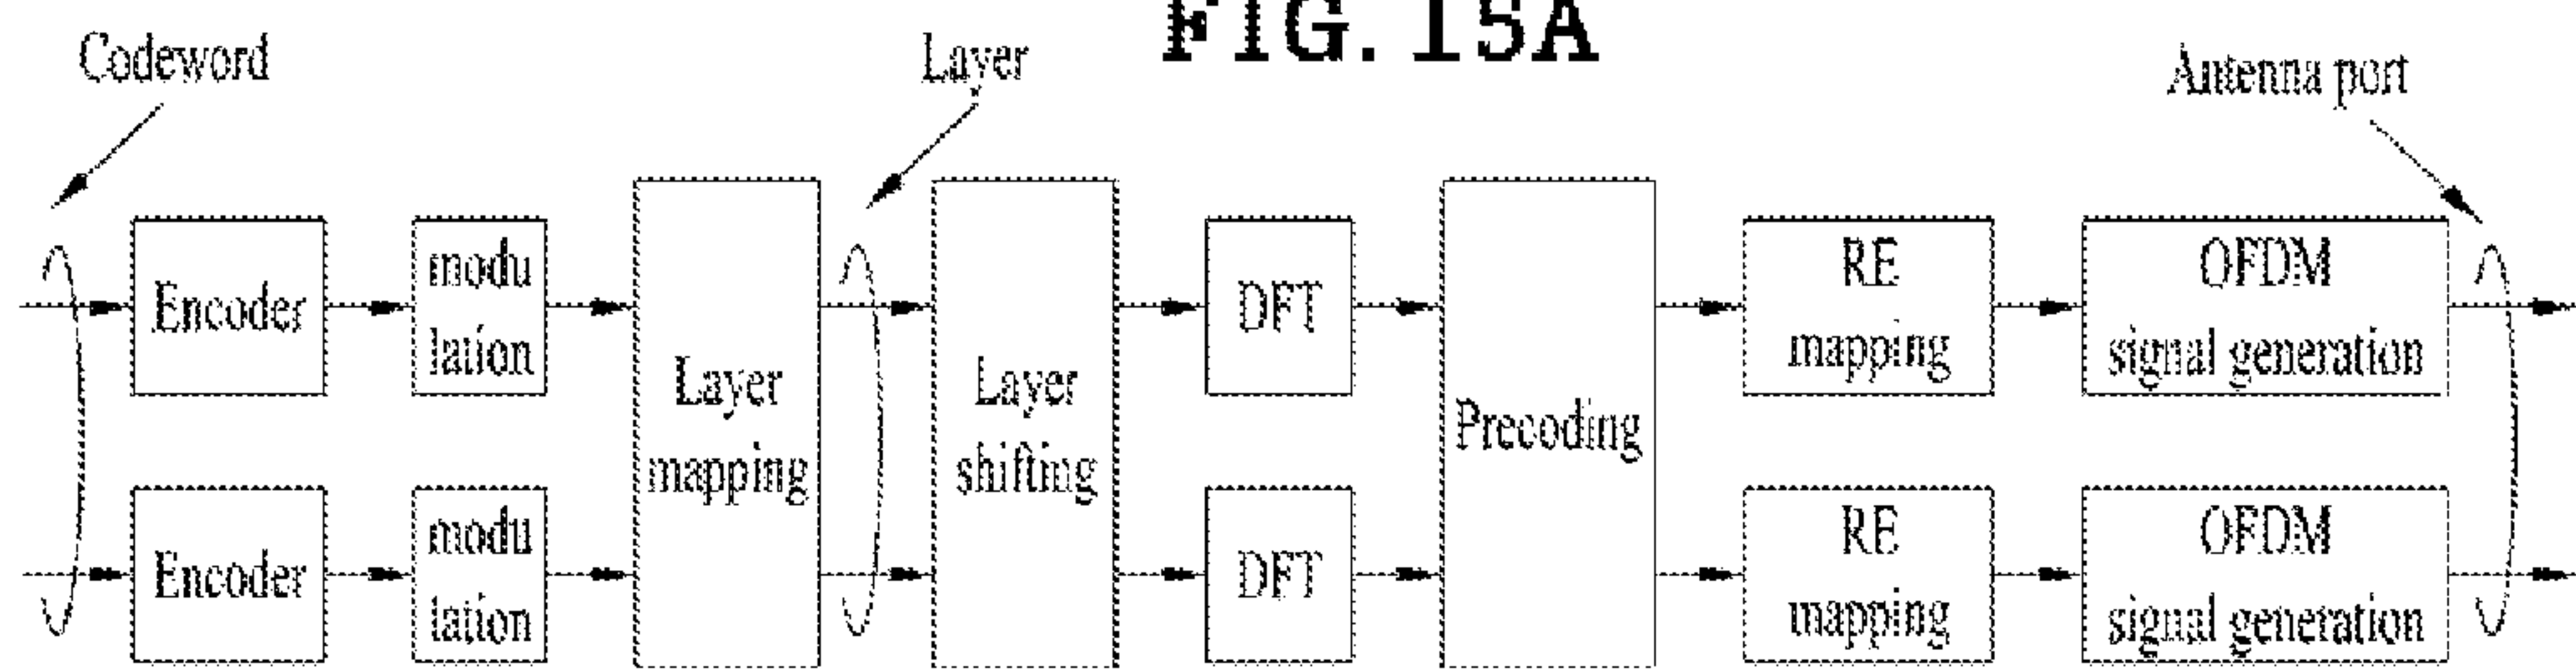 FIG. 15A
Codeword
Layer
Antenna port
Encoder
modu
lation
Layer
mapping
Layer
shifting
DFT
Precoding
RE
mapping
OFDM
signal generation
Encoder
modu
lation
DFT
RE
mapping
OFDM
signal generation